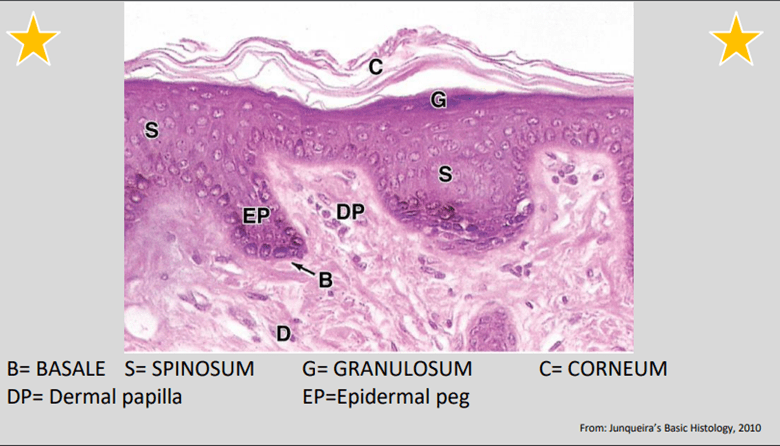 C
G
S
S
EP
DP
B
D
B= BASALE S= SPINOSUM G= GRANULOSUM C= CORNEUM
DP= Dermal papilla EP=Epidermal peg
From: Junqueira's Basic Histology, 2010